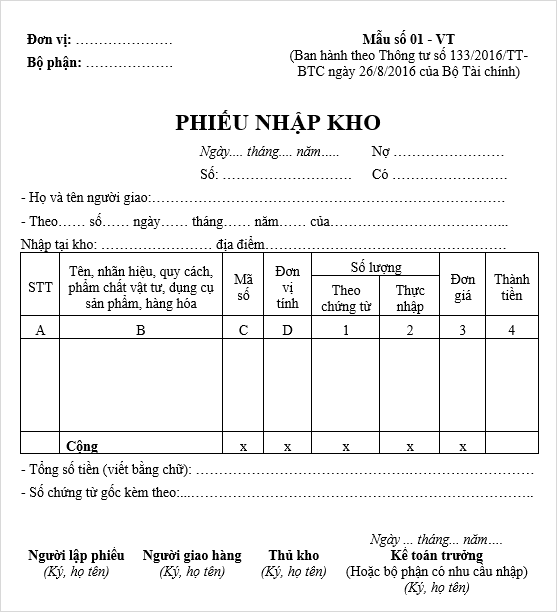 Đơn vị: …………………
Mẫu số 01 - VT
Bộ phận: ……………….
(Ban hành theo Thông tư số 133/2016/TT-
BTC ngày 26/8/2016 của Bộ Tài chính)
PHIẾU NHẬP KHO
Ngày.... tháng.... năm..... Nợ …………………….
Số: ………………………. Có …………………….
- Họ và tên người giao:………………………………………………………………….
- Theo…… số…… ngày…… tháng…… năm…… của………………………………...
Nhập tại kho: …………………… địa điểm…………………………………………….
STT
Tên, nhãn hiệu, quy cách,
phẩm chất vật tư, dụng cụ
sản phẩm, hàng hóa
Mã
số
Đơn
vị
tính
Số lượng
Theo
chứng từ
Thực
nhập
Đơn
giá
Thành
tiền
A B C D 1 2 3 4
Cộng x x x x x
- Tổng số tiền (viết bằng chữ): ………………………………………………………………
- Số chứng từ gốc kèm theo:...………………………………………………………………..
Ngày ... tháng... năm….
Người lập phiếu Người giao hàng Thủ kho Kế toán trưởng
(Ký, họ tên) (Ký, họ tên) (Ký, họ tên) (Hoặc bộ phận có nhu cầu nhập)
(Ký, họ tên)